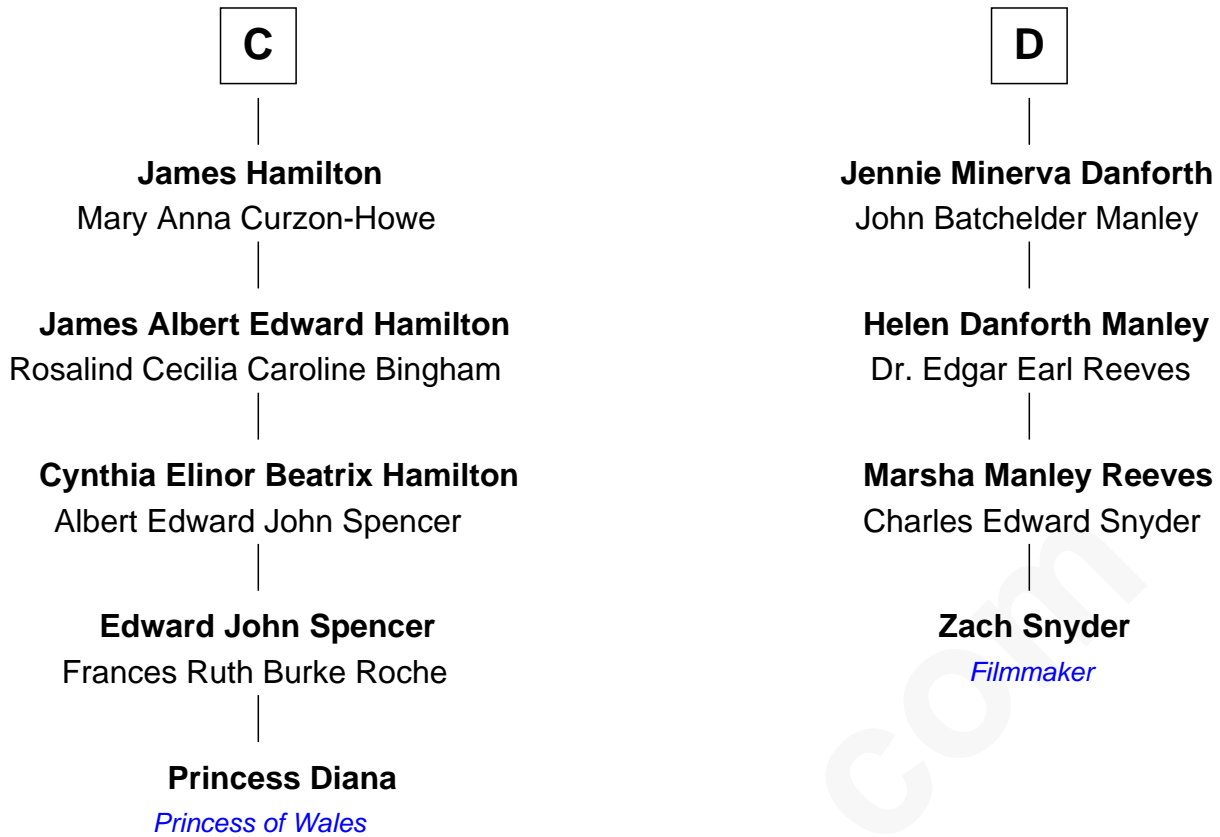 C
James Hamilton
Mary Anna Curzon-Howe
James Albert Edward Hamilton
Rosalind Cecilia Caroline Bingham
Cynthia Elinor Beatrix Hamilton
Albert Edward John Spencer
Edward John Spencer
Frances Ruth Burke Roche
Princess Diana
Princess of Wales
D
Jennie Minerva Danforth
John Batchelder Manley
Helen Danforth Manley
Dr. Edgar Earl Reeves
Marsha Manley Reeves
Charles Edward Snyder
Zach Snyder
Filmmaker
com